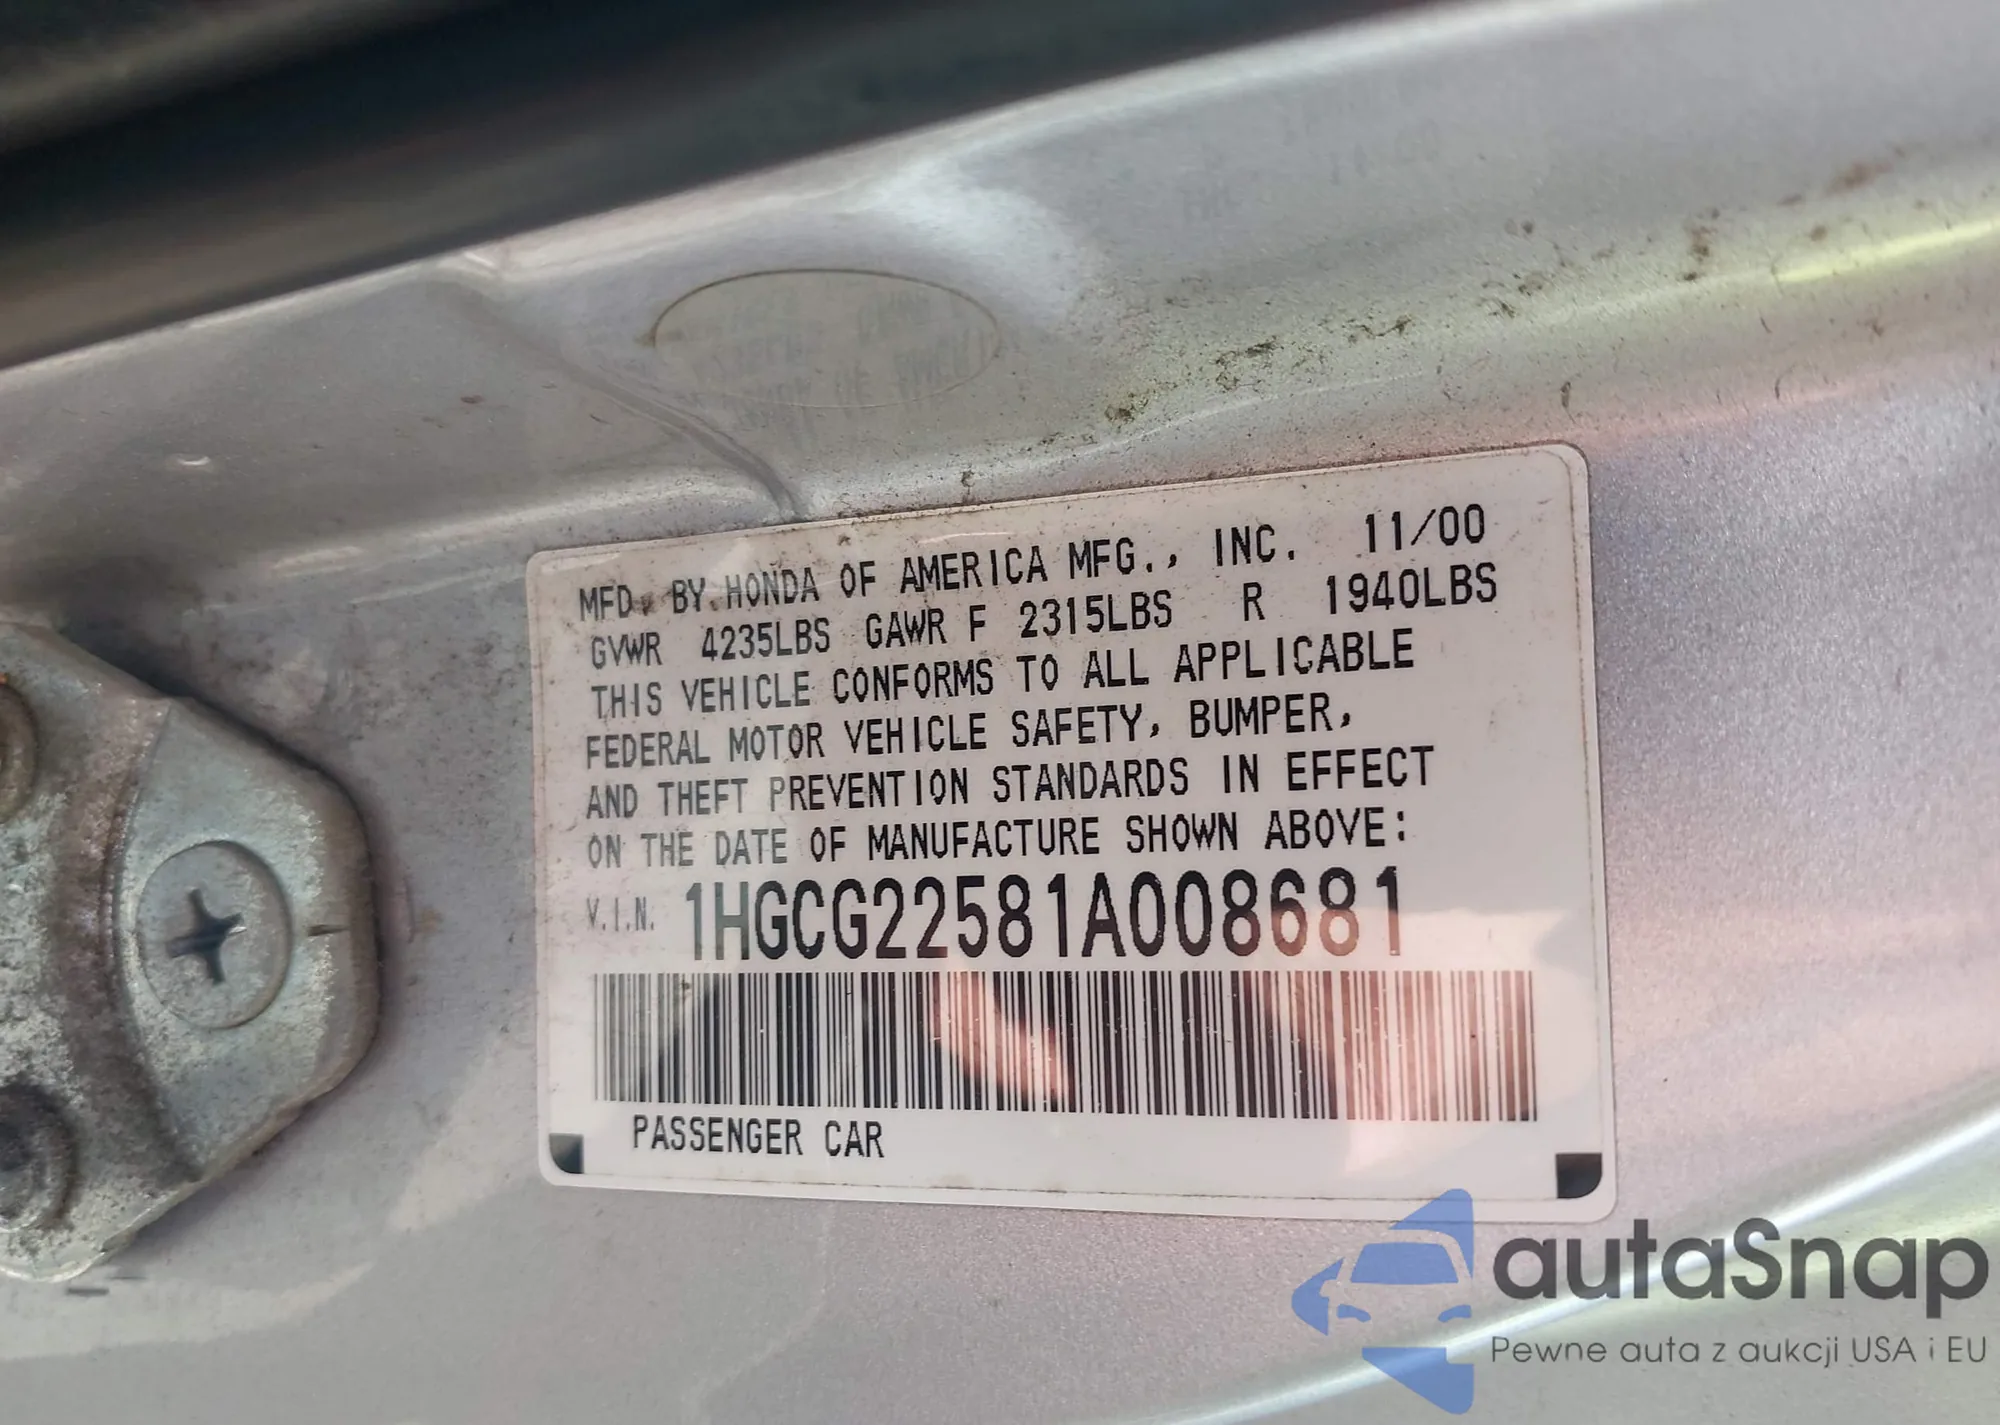 MFD. BY HONDA OF AMERICA MFG., INC. 11/00
GVWR 4235LBS GAWR F 2315LBS R 1940LBS
THIS VEHICLE CONFORMS TO ALL APPLICABLE
FEDERAL MOTOR VEHICLE SAFETY, BUMPER,
AND THEFT PREVENTION STANDARDS IN EFFECT
ON THE DATE OF MANUFACTURE SHOWN ABOVE:
V.I.N. 1HGCG22581A008681
PASSENGER CAR
autaSnap
Pewne auta z aukcji USA i EU